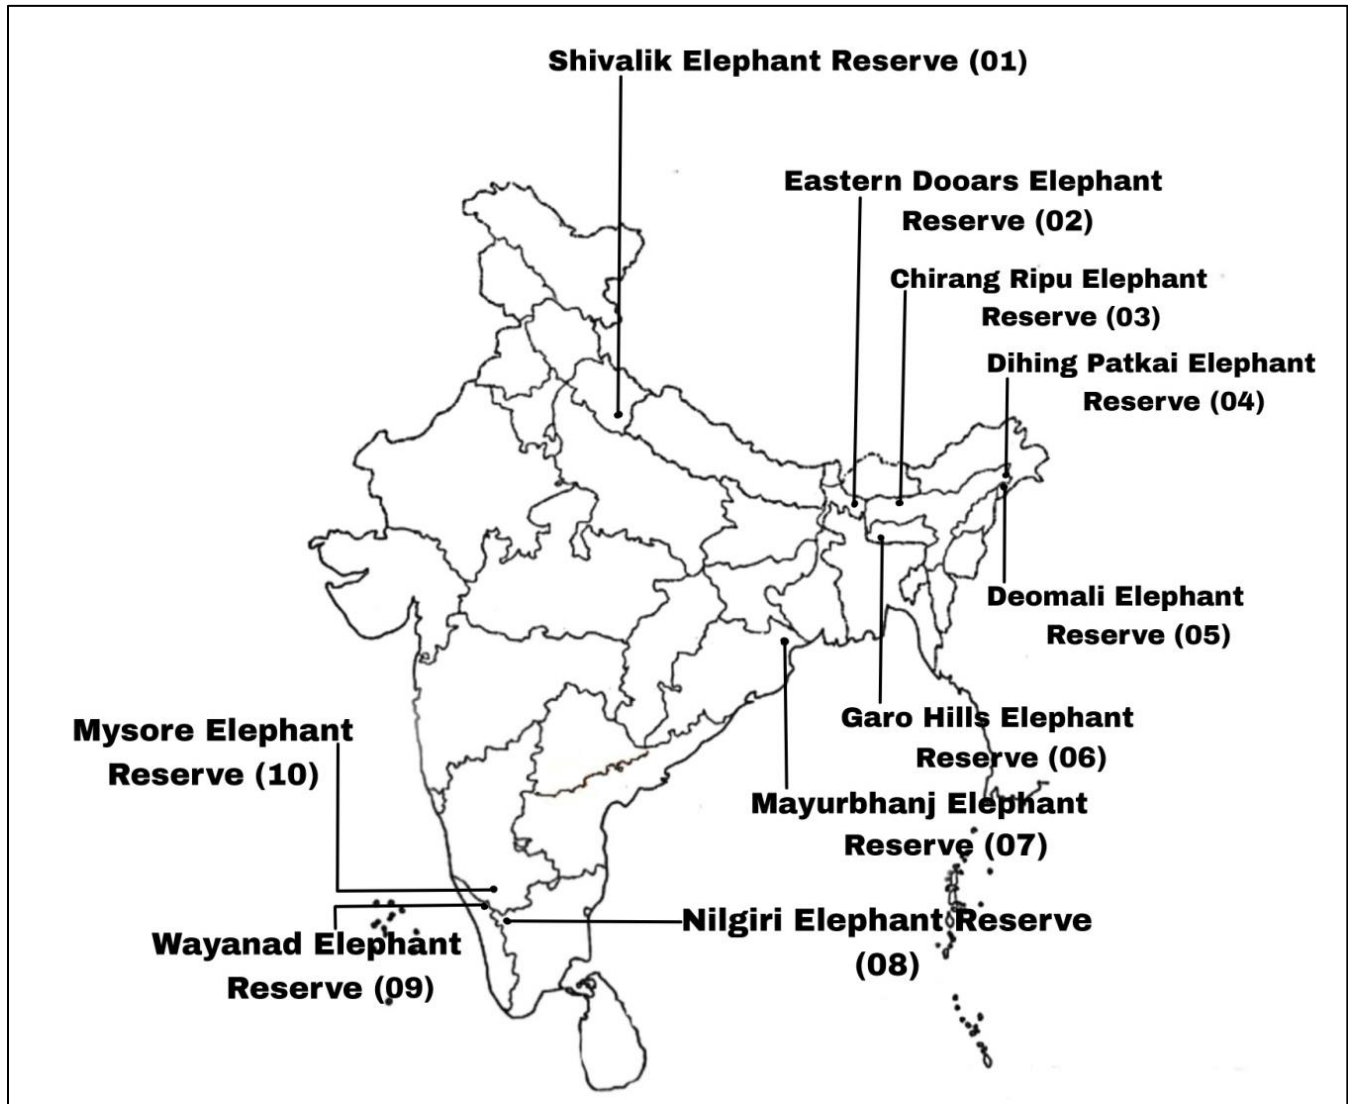 Shivalik Elephant Reserve (01)
Eastern Dooars Elephant
Reserve (02)
Chirang Ripu Elephant
Reserve (03)
Dihing Patkai Elephant
Reserve (04)
Deomali Elephant
Reserve (05)
Garo Hills Elephant
Reserve (06)
Mayurbhanj Elephant
Reserve (07)
Nilgiri Elephant Reserve
(08)
Wayanad Elephant
Reserve (09)
Mysore Elephant
Reserve (10)